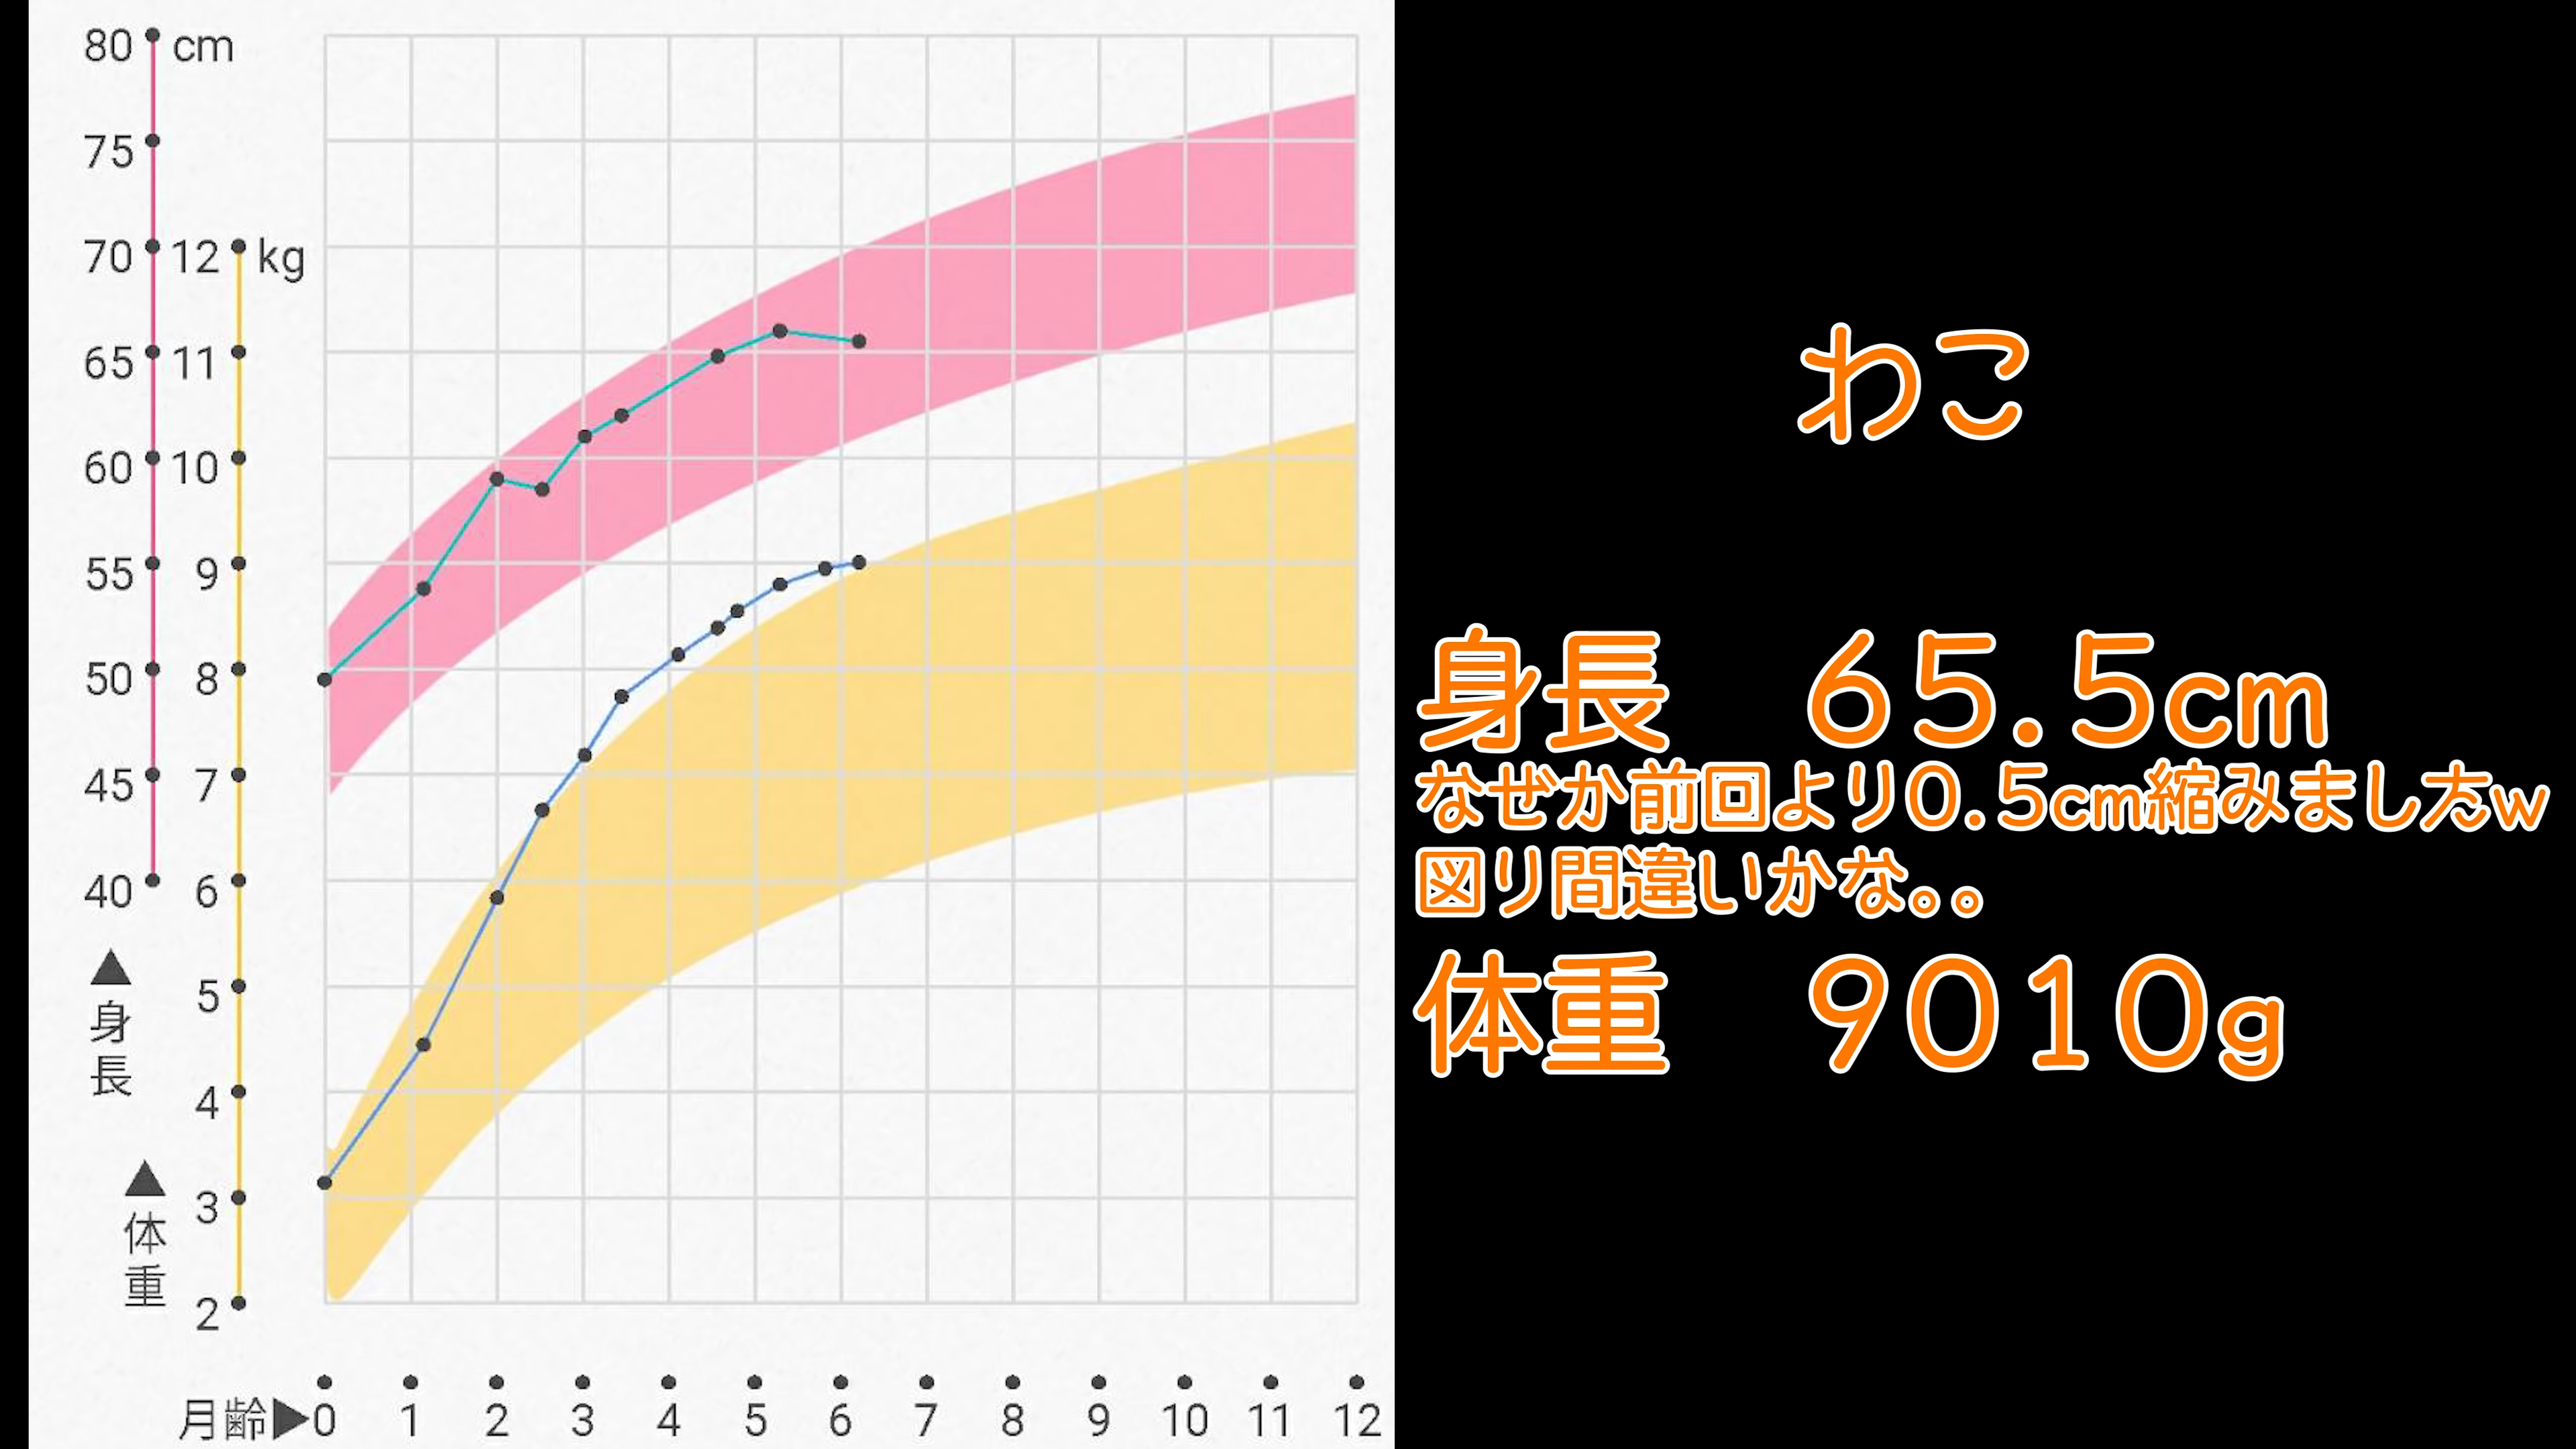 80 cm
75
70 12 kg
65 11
60 10
55 9
50 8
45 7
40 6
5
4
3
2
▲身長
▲体重
月齢▶0 1 2 3 4 5 6 7 8 9 10 11 12
わこ
身長 65.5cm
なぜか前回より0.5cm縮みましたw
図り間違いかな。。
体重 9010g